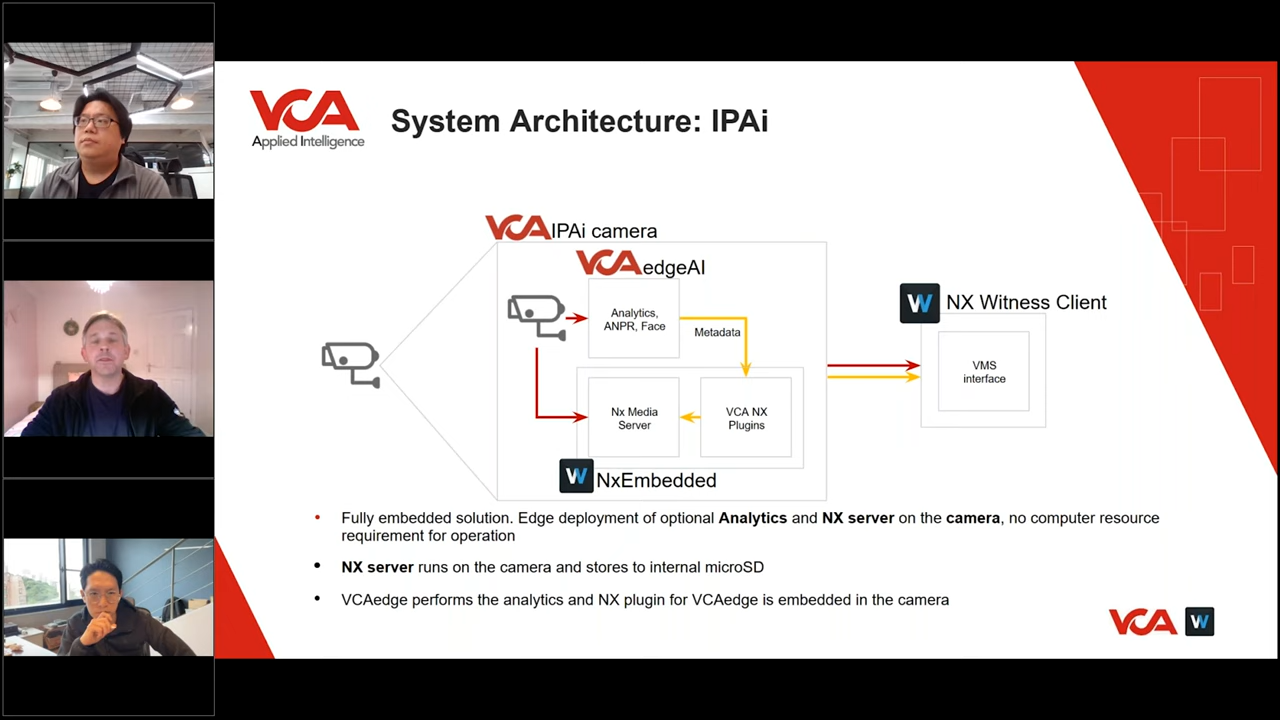 VCA
Applied Intelligence
System Architecture: IPAi
VCA IPAi camera
VCA edgeAI
Analytics,
ANPR, Face
Metadata
Nx Media
Server
VCA NX
Plugins
W NxEmbedded
W NX Witness Client
VMS
interface
• Fully embedded solution. Edge deployment of optional Analytics and NX server on the camera, no computer resource
requirement for operation
• NX server runs on the camera and stores to internal microSD
• VCAedge performs the analytics and NX plugin for VCAedge is embedded in the camera
VCA W